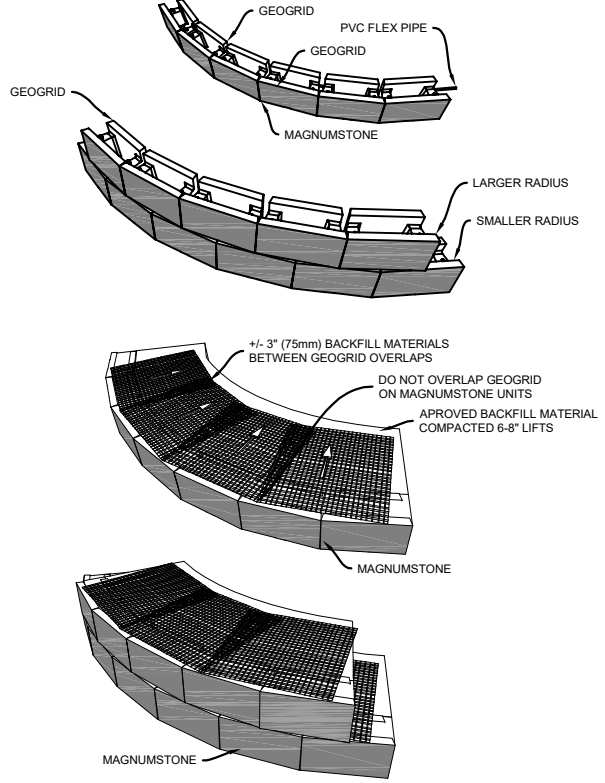 GEOGRID
PVC FLEX PIPE
GEOGRID
GEOGRID
MAGNUMSTONE
LARGER RADIUS
SMALLER RADIUS
+/- 3" (75mm) BACKFILL MATERIALS
BETWEEN GEOGRID OVERLAPS
DO NOT OVERLAP GEOGRID
ON MAGNUMSTONE UNITS
APROVED BACKFILL MATERIAL
COMPACTED 6-8" LIFTS
MAGNUMSTONE
MAGNUMSTONE